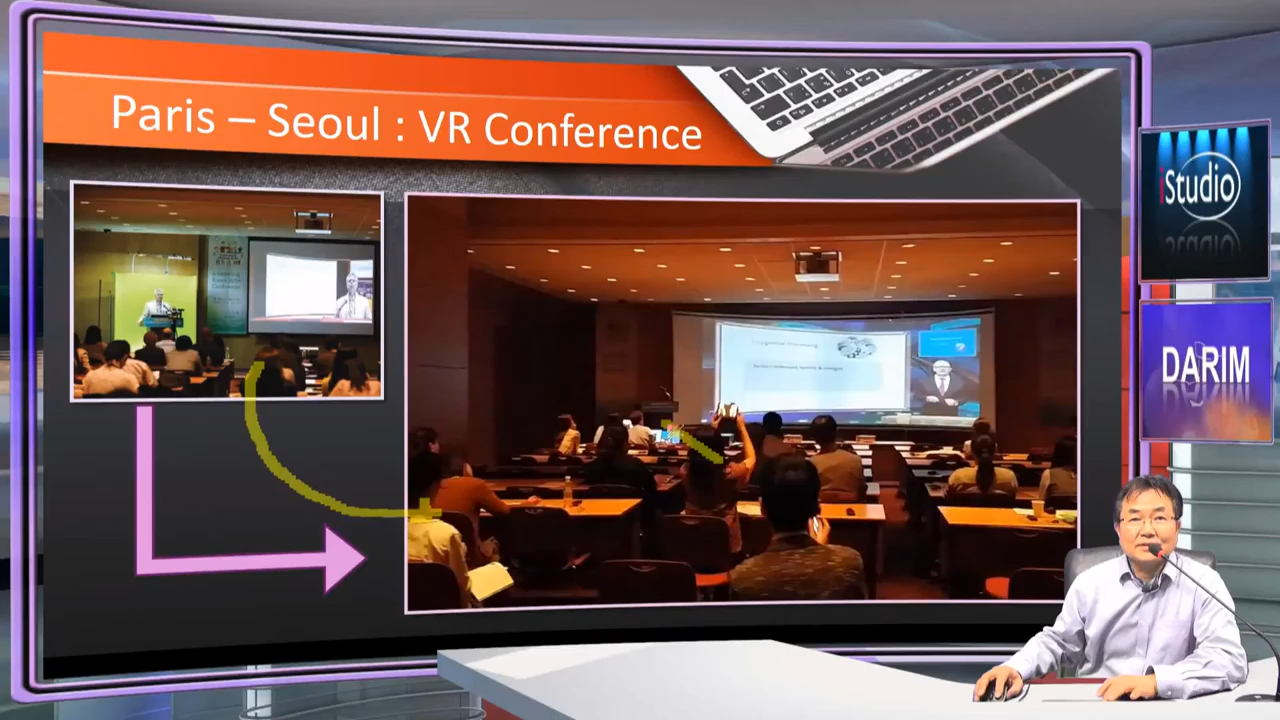 Paris – Seoul : VR Conference
iStudio
DARIM